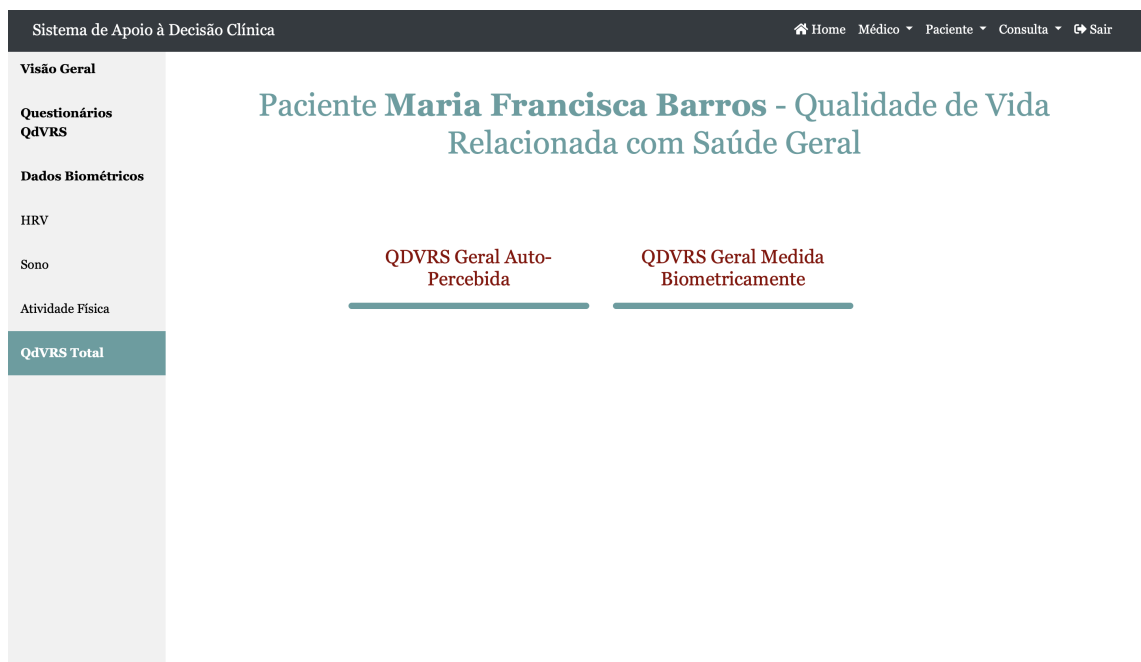 Sistema de Apoio à Decisão Clínica
Home Médico Paciente Consulta Sair
Visão Geral
Questionários
QdVRS
Dados Biométricos
HRV
Sono
Atividade Física
QdVRS Total
Paciente Maria Francisca Barros - Qualidade de Vida
Relacionada com Saúde Geral
QDVRS Geral Auto-
Percebida
QDVRS Geral Medida
Biometricamente